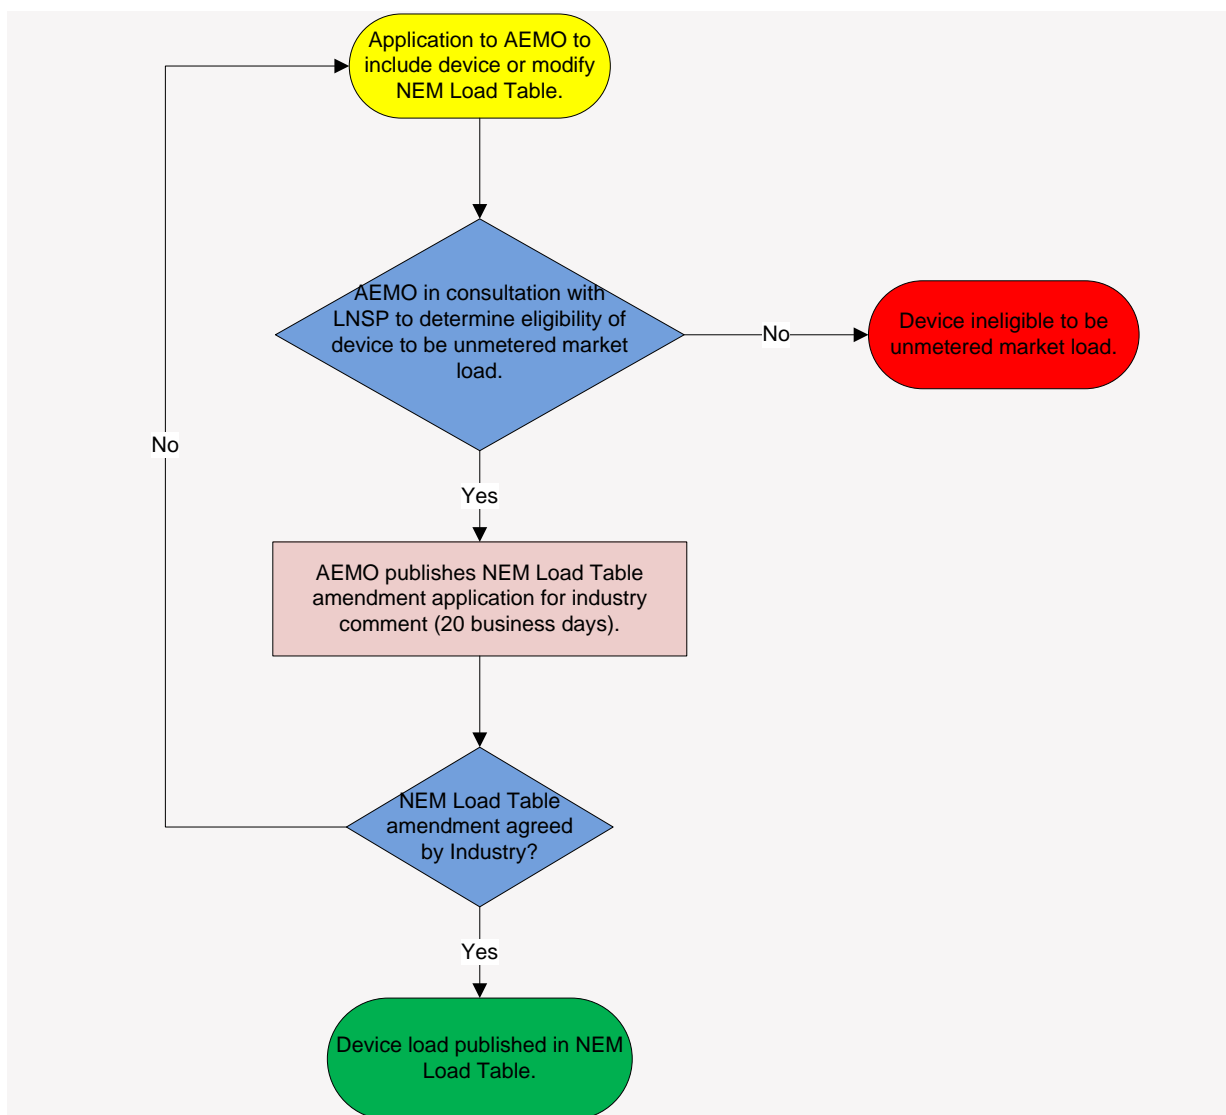 Application to AEMO to
include device or modify
NEM Load Table.
AEMO in consultation with
LNSP to determine eligibility of
device to be unmetered market
load.
No
Device ineligible to be
unmetered market load.
No
Yes
AEMO publishes NEM Load Table
amendment application for industry
comment (20 business days).
NEM Load Table
amendment agreed
by Industry?
Yes
Device load published in NEM
Load Table.